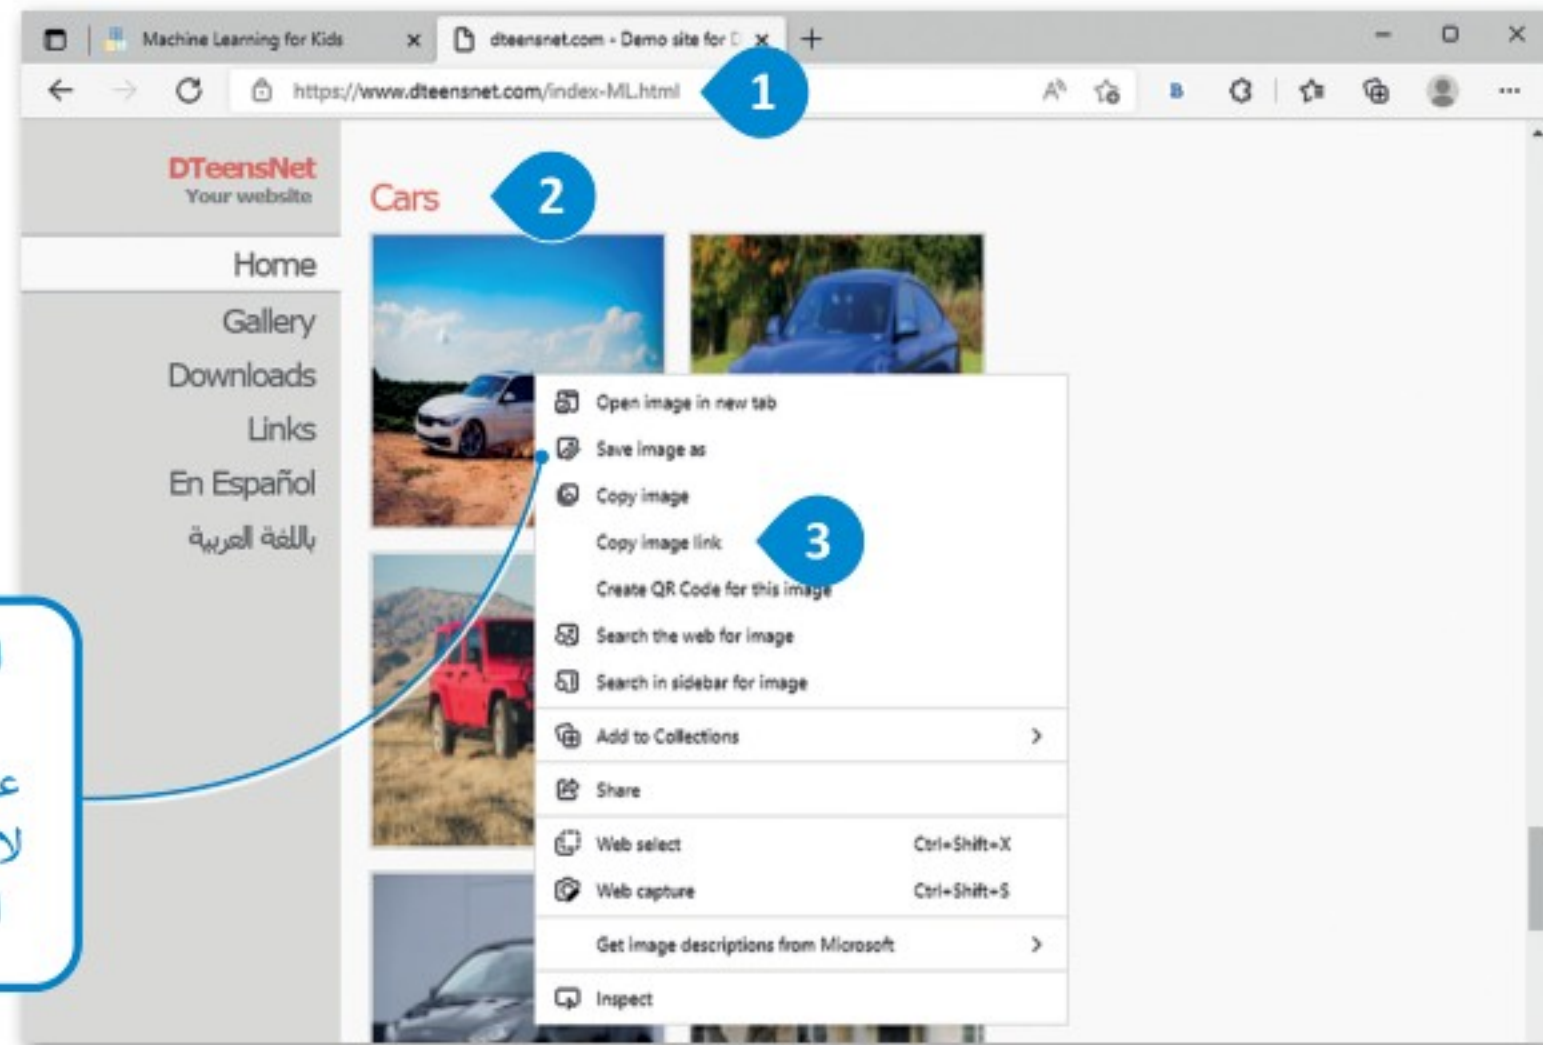 Machine Learning for Kids
dteensnet.com - Demo site for D
https://www.dteensnet.com/index-ML.html
1
DTeensNet
Your website
Cars
2
Home
Gallery
Downloads
Links
En Español
باللغة العربية
Open image in new tab
Save image as
Copy image
Copy image link
3
Create QR Code for this image
Search the web for image
Search in sidebar for image
Add to Collections
Share
Web select Ctrl+Shift+X
Web capture Ctrl+Shift+S
Get image descriptions from Microsoft
Inspect